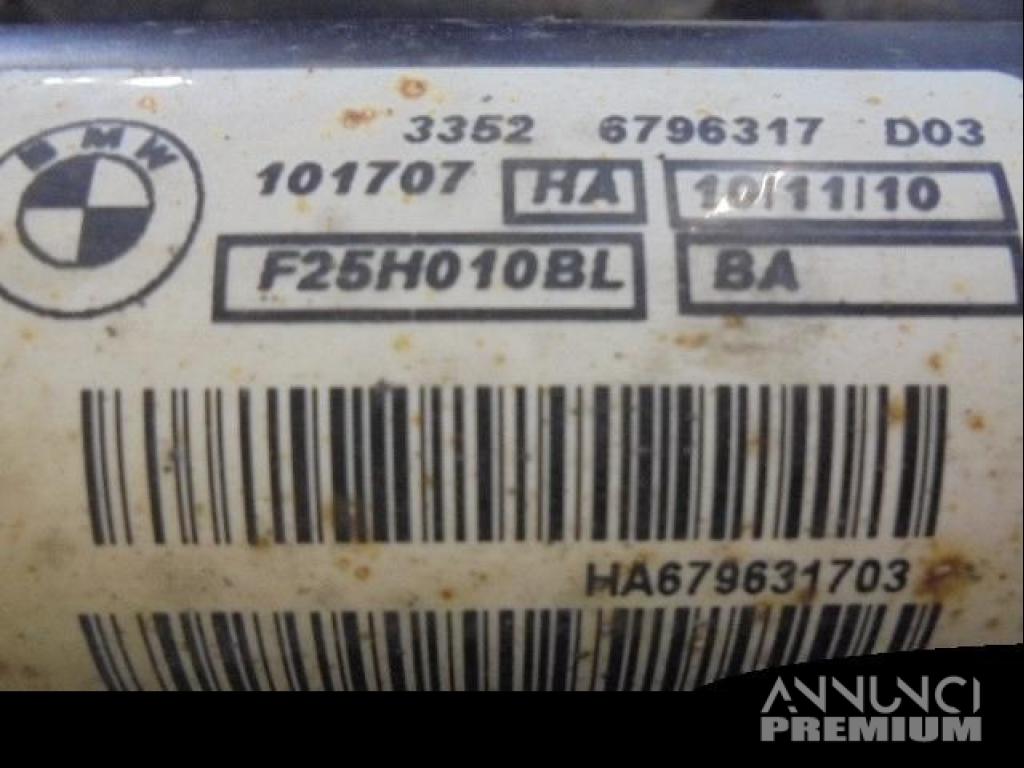 BMW
3352 6796317 D03
101707 HA 10/11/10
F25H010BL BA
HA679631703
ANNUNCI
PREMIUM